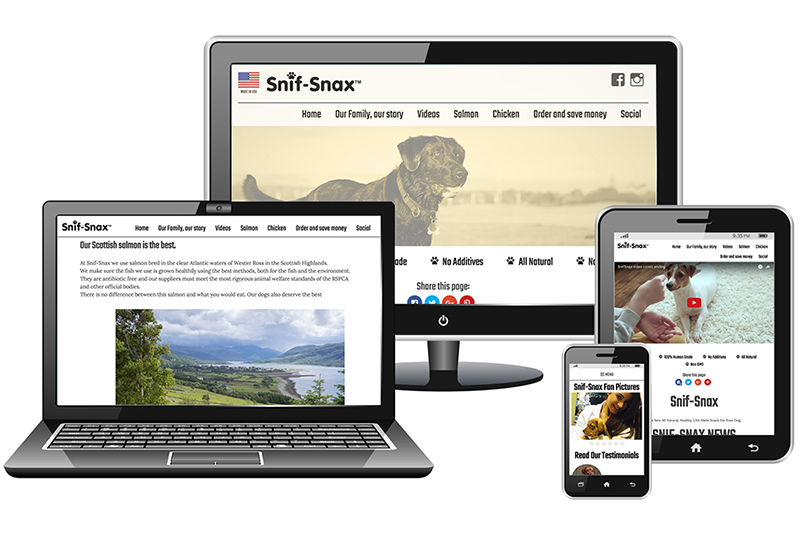 Snif-Snax™
MADE IN USA
Home Our Family, our story Videos Salmon Chicken Order and save money Social
No Additives All Natural
Share this page:
Snif-Snax™ Home Our Family, our story Videos Salmon Chicken Order and save money Social
Our Scottish salmon is the best.
At Snif-Snax we use salmon bred in the clear Atlantic waters of Wester Ross in the Scottish Highlands.
We make sure the fish we use is grown healthily using the best methods, both for the fish and the environment.
They are antibiotic free and our suppliers must meet the most rigorous animal welfare standards of the RSPCA
and other official bodies.
There is no difference between this salmon and what you would eat. Our dogs also deserve the best
9:35 PM
Snif-Snax™ Home Our Family, our story Videos Salmon Chicken
Order and save money Social
100% Human Grade No Additives All Natural
Non GMO
Share this page
Snif-Snax
SNIF-SNAX NEWS
MENU
Snif-Snax Fan Pictures
Read Our Testimonials